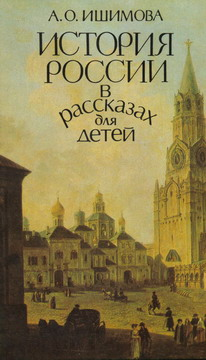 А. О. ИШИМОВА
ИСТОРИЯ
РОССИИ
В
рассказах
для
детей